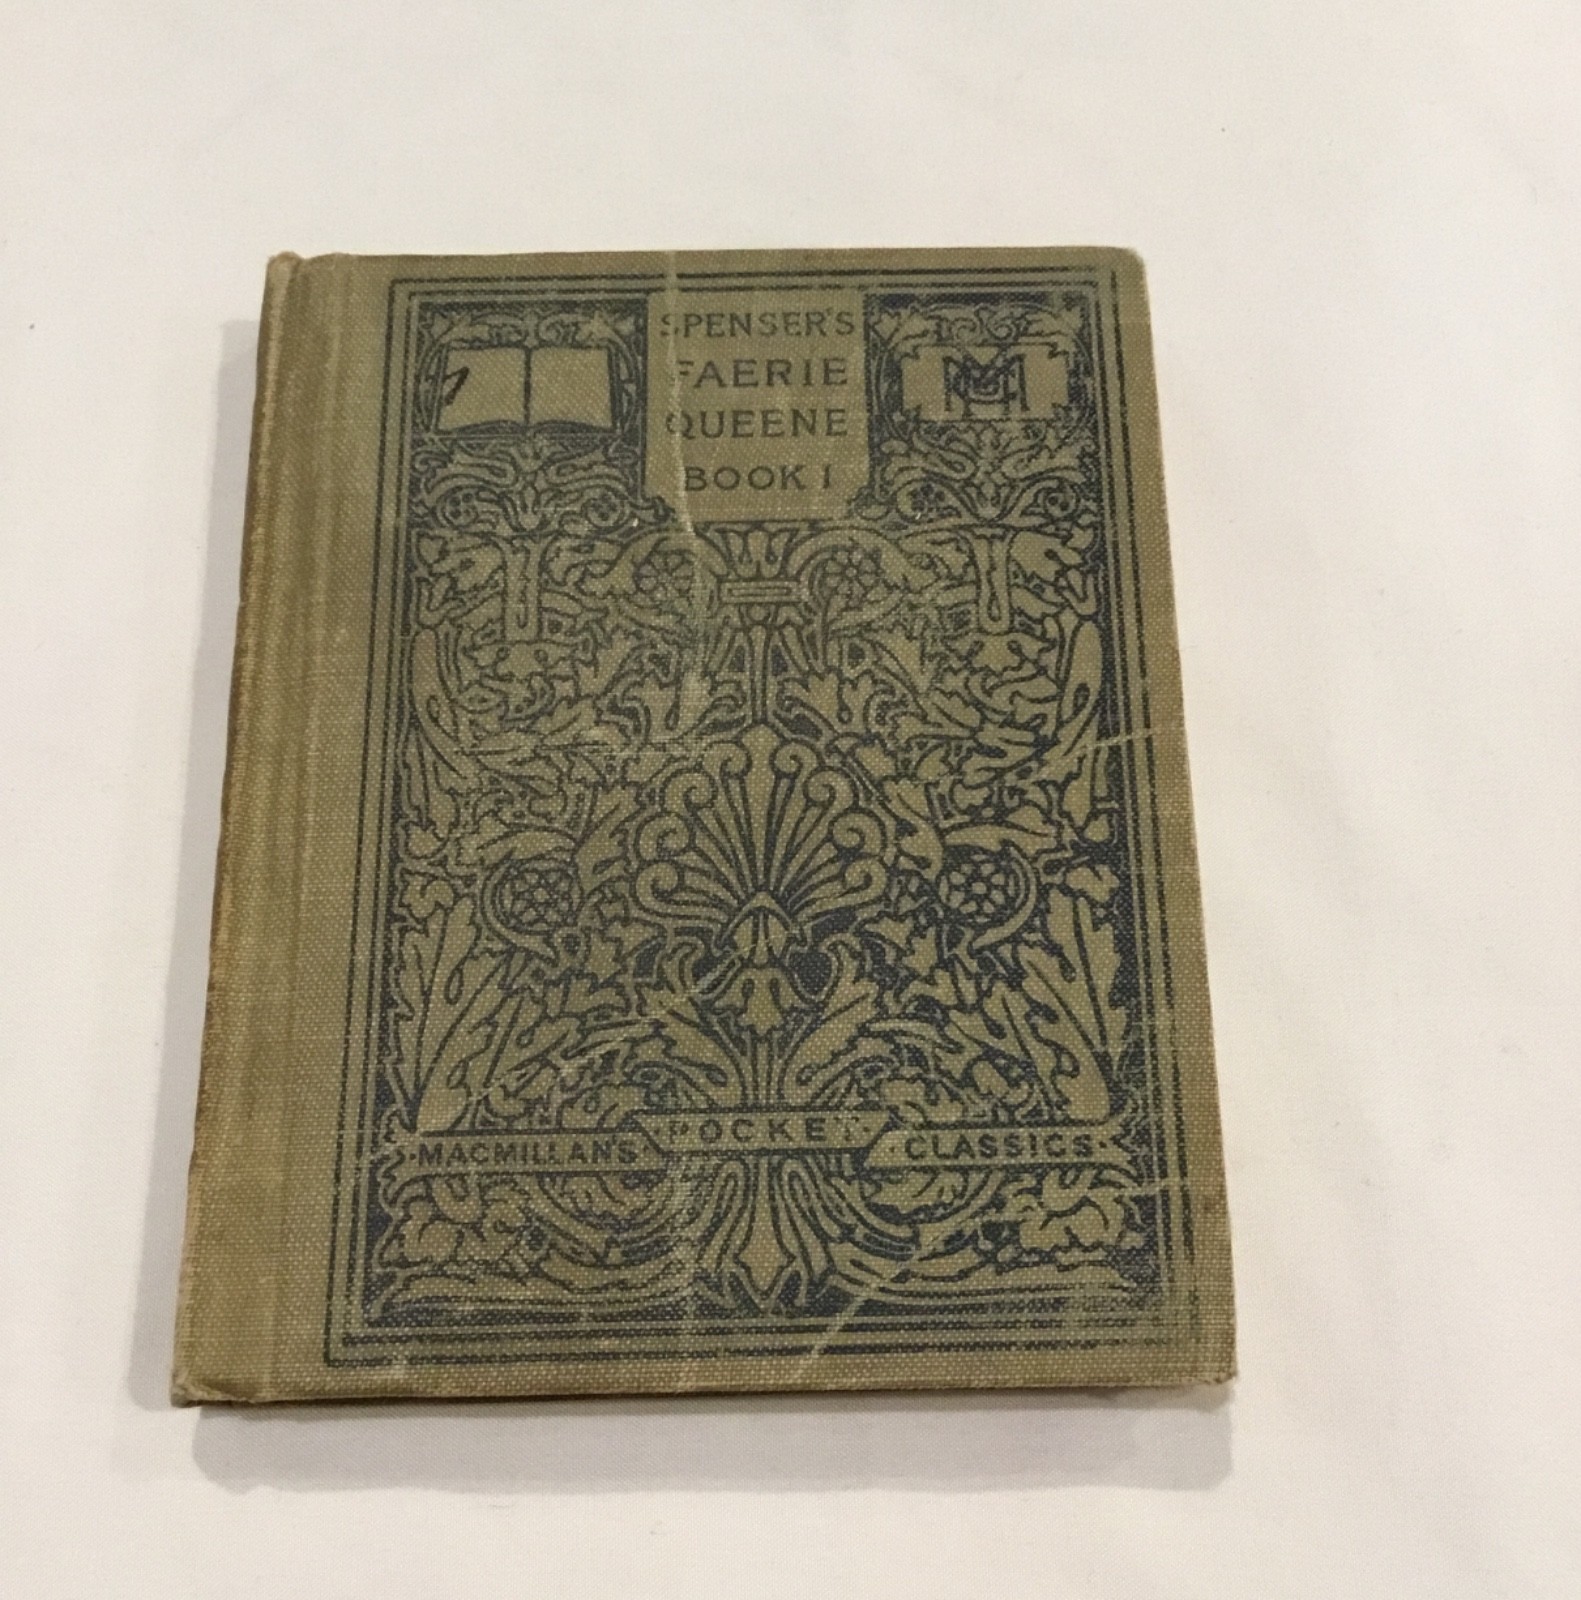 SPENSER'S
FAERIE
QUEENE
BOOK I
·MACMILLAN'S· POCKET· ·CLASSICS·